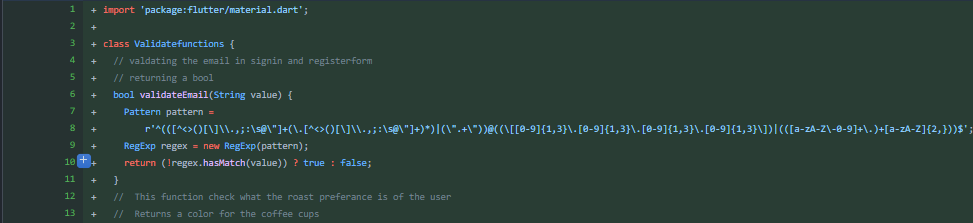 1 + import 'package:flutter/material.dart';
2 +
3 + class Validatefunctions {
4 + // valdating the email in signin and registerform
5 + // returning a bool
6 + bool validateEmail(String value) {
7 + Pattern pattern =
8 + r'^(([^<>()[\]\\.,;:\s@\"]+(\.[^<>()[\]\\.,;:\s@\"]+)*)|(\".+\"))@((\[[0-9]{1,3}\.[0-9]{1,3}\.[0-9]{1,3}\.[0-9]{1,3}\])|(([a-zA-Z\-0-9]+\.)+[a-zA-Z]{2,}))$';
9 + RegExp regex = new RegExp(pattern);
10 + return (!regex.hasMatch(value)) ? true : false;
11 + }
12 + // This function check what the roast preferance is of the user
13 + // Returns a color for the coffee cups